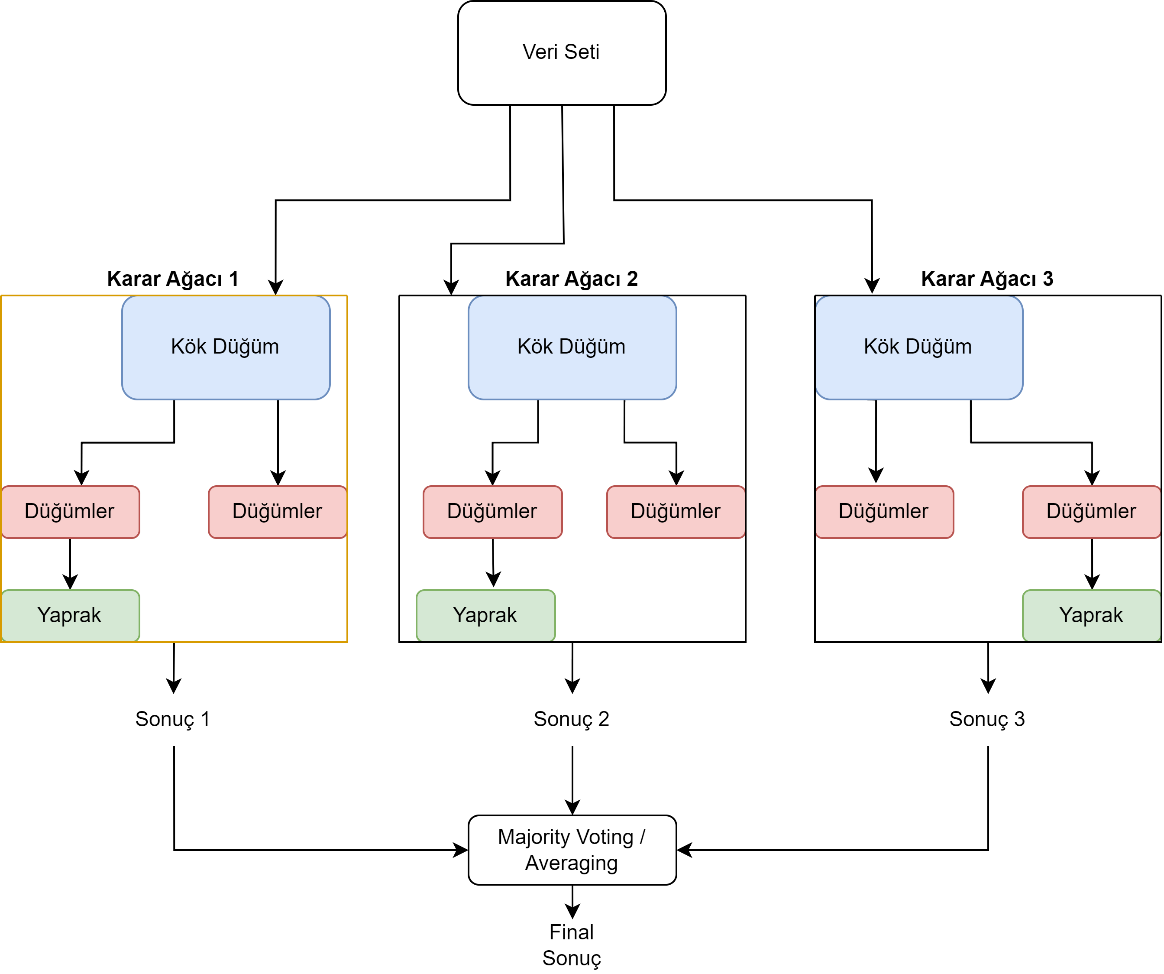 Veri Seti
Karar Ağacı 1
Karar Ağacı 2
Karar Ağacı 3
Kök Düğüm
Kök Düğüm
Kök Düğüm
Düğümler
Düğümler
Düğümler
Düğümler
Düğümler
Düğümler
Yaprak
Yaprak
Yaprak
Sonuç 1
Sonuç 2
Sonuç 3
Majority Voting /
Averaging
Final
Sonuç